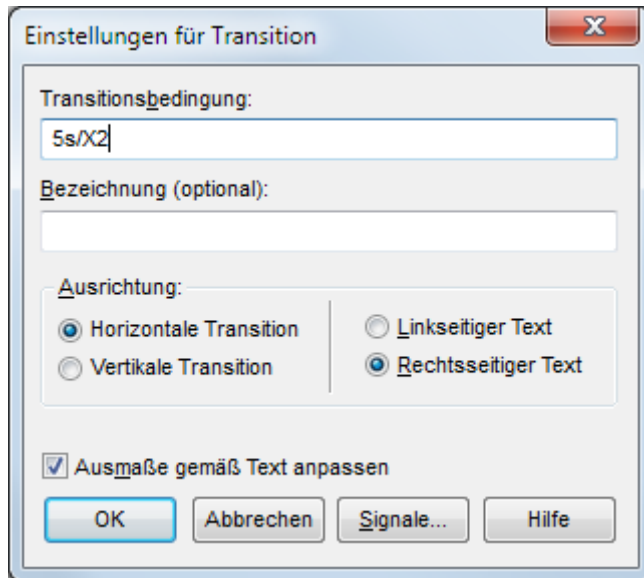 Einstellungen für Transition
Transitionsbedingung:
5s/X2
Bezeichnung (optional):
Ausrichtung:
Horizontale Transition
Linkseitiger Text
Vertikale Transition
Rechtsseitiger Text
Ausmaße gemäß Text anpassen
OK
Abbrechen
Signale...
Hilfe